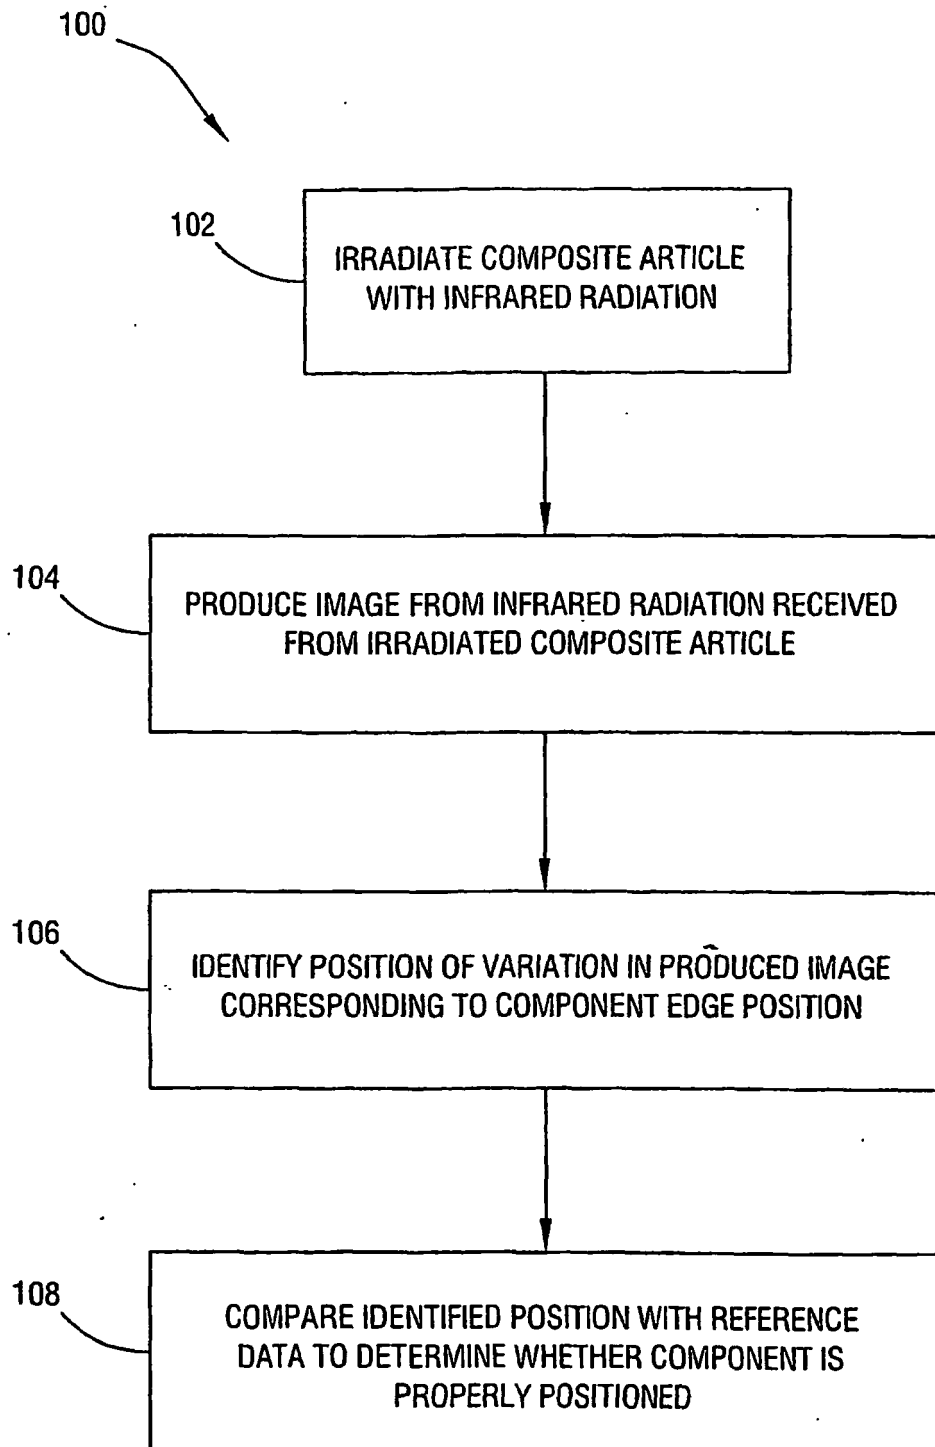 100
102
IRRADIATE COMPOSITE ARTICLE
WITH INFRARED RADIATION
104
PRODUCE IMAGE FROM INFRARED RADIATION RECEIVED
FROM IRRADIATED COMPOSITE ARTICLE
106
IDENTIFY POSITION OF VARIATION IN PRODUCED IMAGE
CORRESPONDING TO COMPONENT EDGE POSITION
108
COMPARE IDENTIFIED POSITION WITH REFERENCE
DATA TO DETERMINE WHETHER COMPONENT IS
PROPERLY POSITIONED